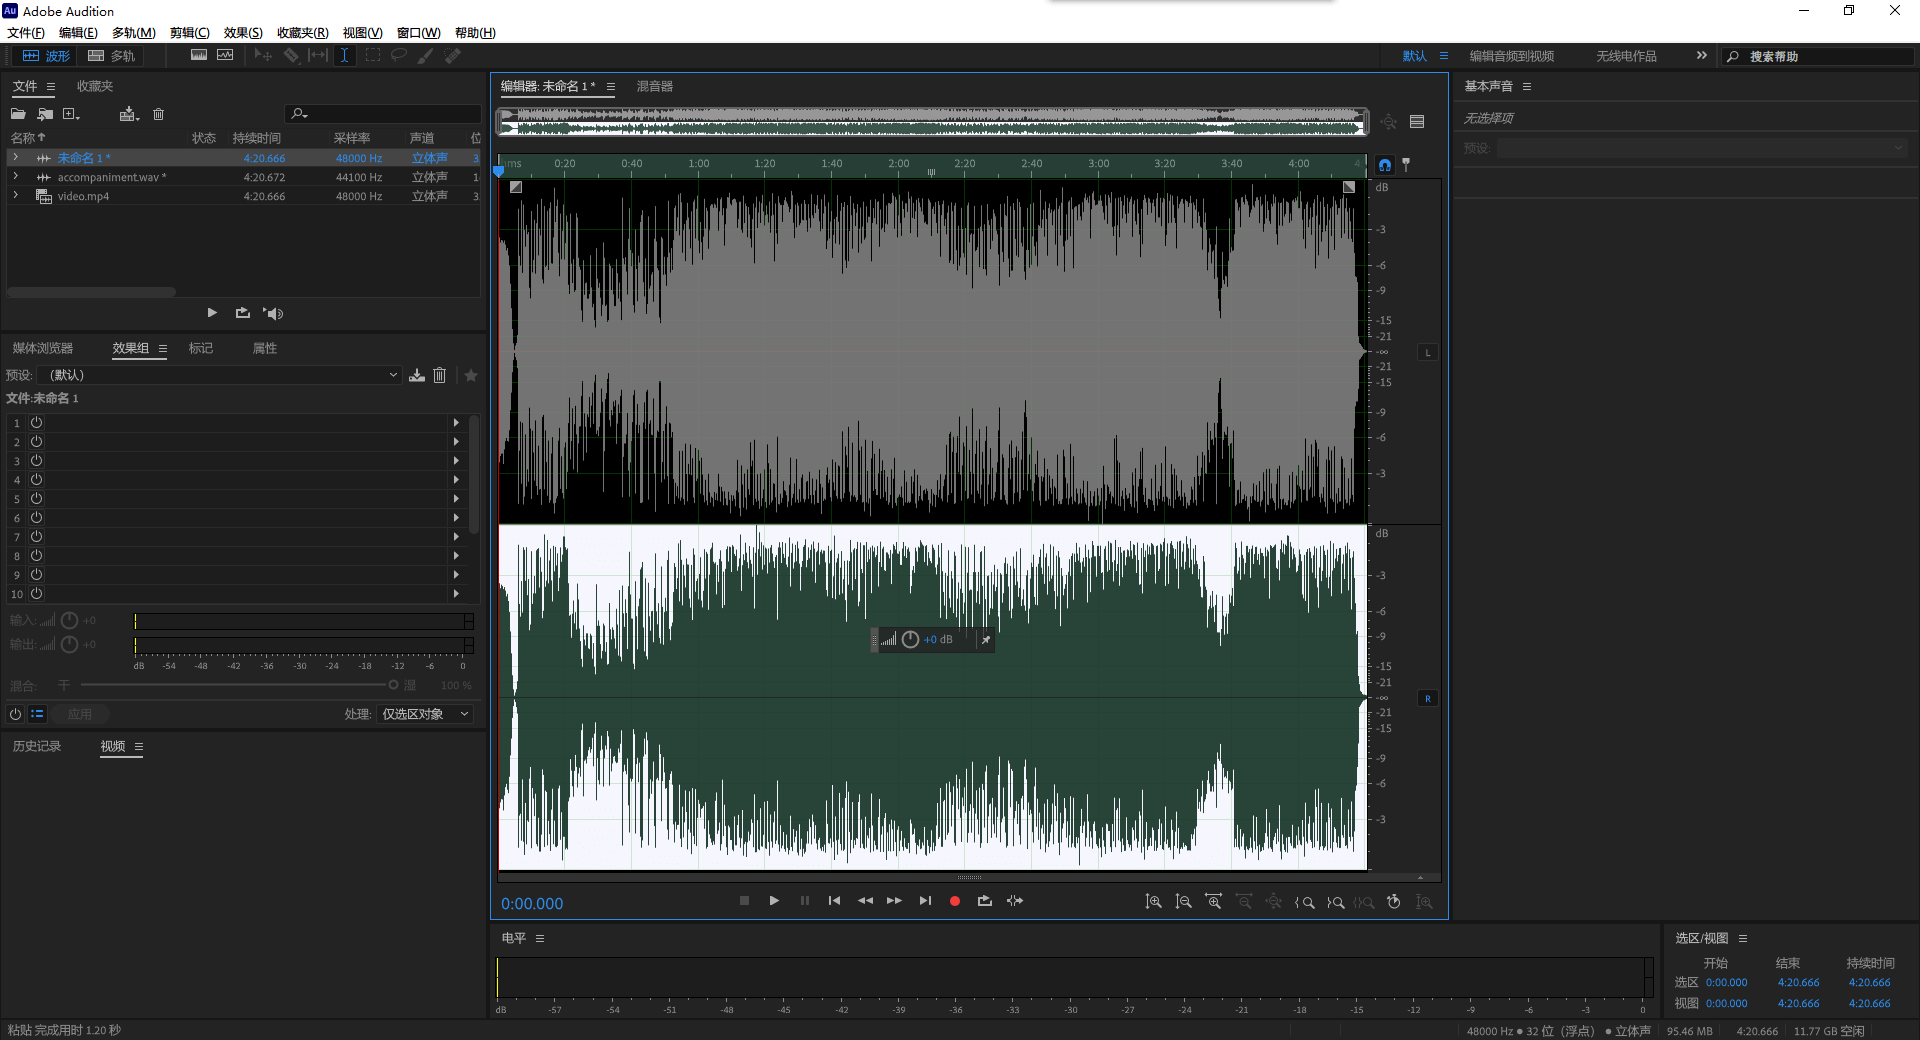 Au Adobe Audition
文件(F) 编辑(E) 多轨(M) 剪辑(C) 效果(S) 收藏夹(R) 视图(V) 窗口(W) 帮助(H)
波形 多轨 默认 编辑音频到视频 无线电作品 搜索帮助
文件 收藏夹
名称 状态 持续时间 采样率 声道 位
未命名 1 * 4:20.666 48000 Hz 立体声 3
accompaniment.wav * 4:20.672 44100 Hz 立体声 1
video.mp4 4:20.666 48000 Hz 立体声 3
媒体浏览器 效果组 标记 属性
预设: （默认）
文件:未命名 1
1
2
3
4
5
6
7
8
9
10
输入: +0
输出: +0
dB -54 -48 -42 -36 -30 -24 -18 -12 -6 0
混合: 干 湿 100 %
应用 处理: 仅选区对象
历史记录 视频
编辑器: 未命名 1 * 混音器
hms 0:20 0:40 1:00 1:20 1:40 2:00 2:20 2:40 3:00 3:20 3:40 4:00 4
dB
-3
-6
-9
-15
-21
-∞
-21
-15
-9
-6
-3
L
dB
-3
-6
-9
-15
-21
-∞
-21
-15
-9
-6
-3
R
+0 dB
0:00.000
电平
dB -57 -54 -51 -48 -45 -42 -39 -36 -33 -30 -27 -24 -21 -18 -15 -12 -9 -6 -3 0
基本声音
无选择项
预设:
选区/视图
开始 结束 持续时间
选区 0:00.000 4:20.666 4:20.666
视图 0:00.000 4:20.666 4:20.666
粘贴 完成用时 1.20 秒
48000 Hz ● 32 位（浮点） ● 立体声 95.46 MB 4:20.666 11.77 GB 空闲